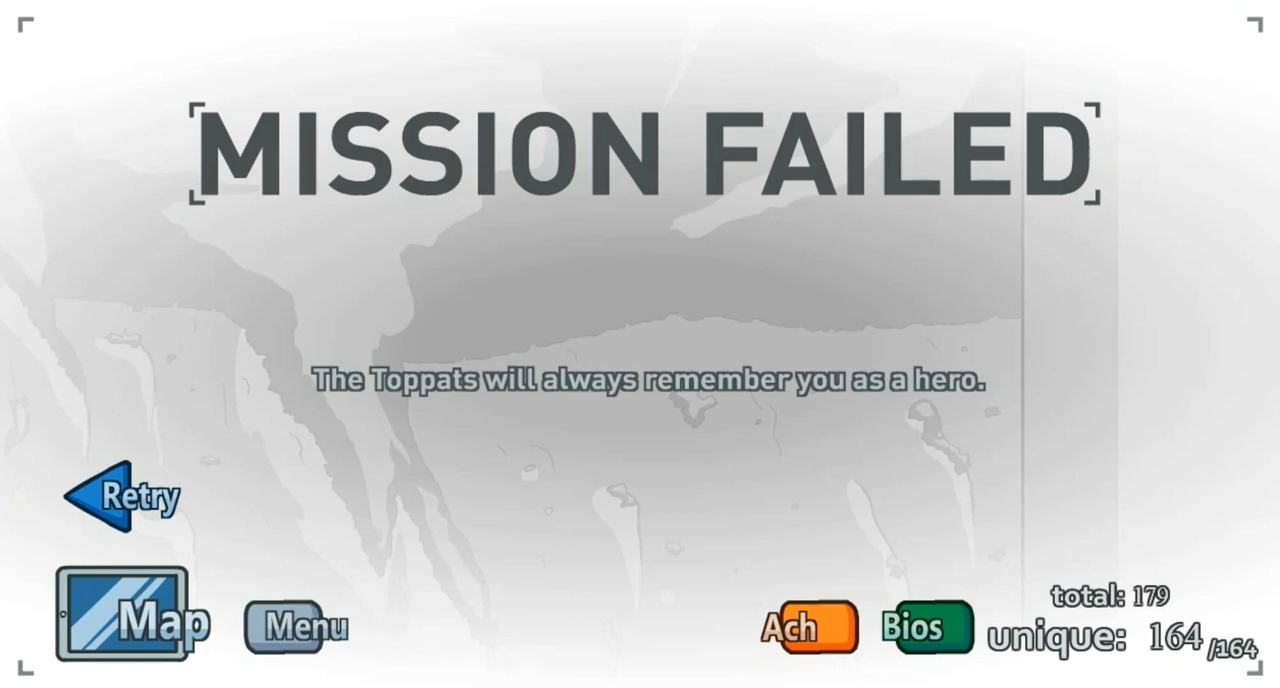 MISSION FAILED
The Toppats will always remember you as a hero.
Retry
Map
Menu
Ach
Bios
total: 179
unique: 164/164